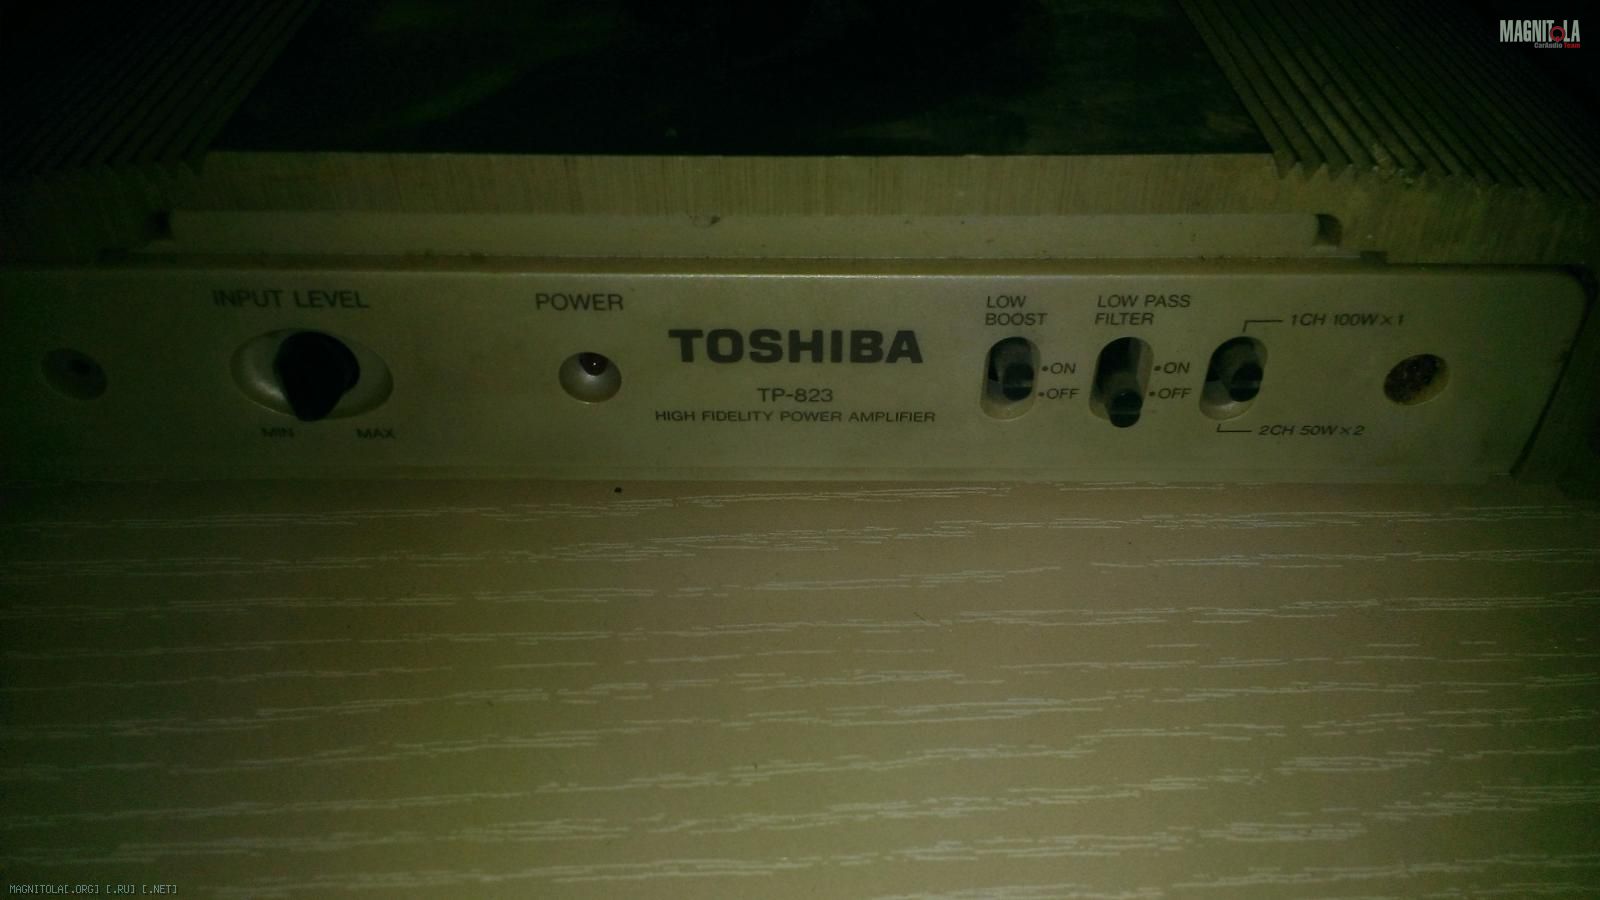 MAGNITOLA
CarAudio Team
INPUT LEVEL
MIN MAX
POWER
TOSHIBA
TP-823
HIGH FIDELITY POWER AMPLIFIER
LOW
BOOST
•ON
•OFF
LOW PASS
FILTER
•ON
•OFF
1CH 100W×1
2CH 50W×2
MAGNITOLA[.ORG] [.RU] [.NET]